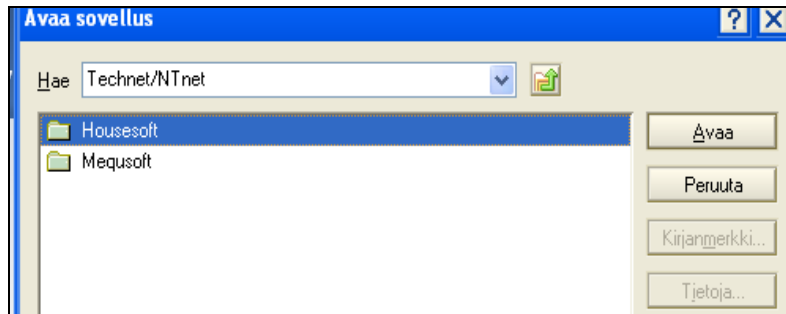 Avaa sovellus
Hae Technet/NTnet
Housesoft
Mequsoft
Avaa
Peruuta
Kirjanmerkki...
Tietoja...